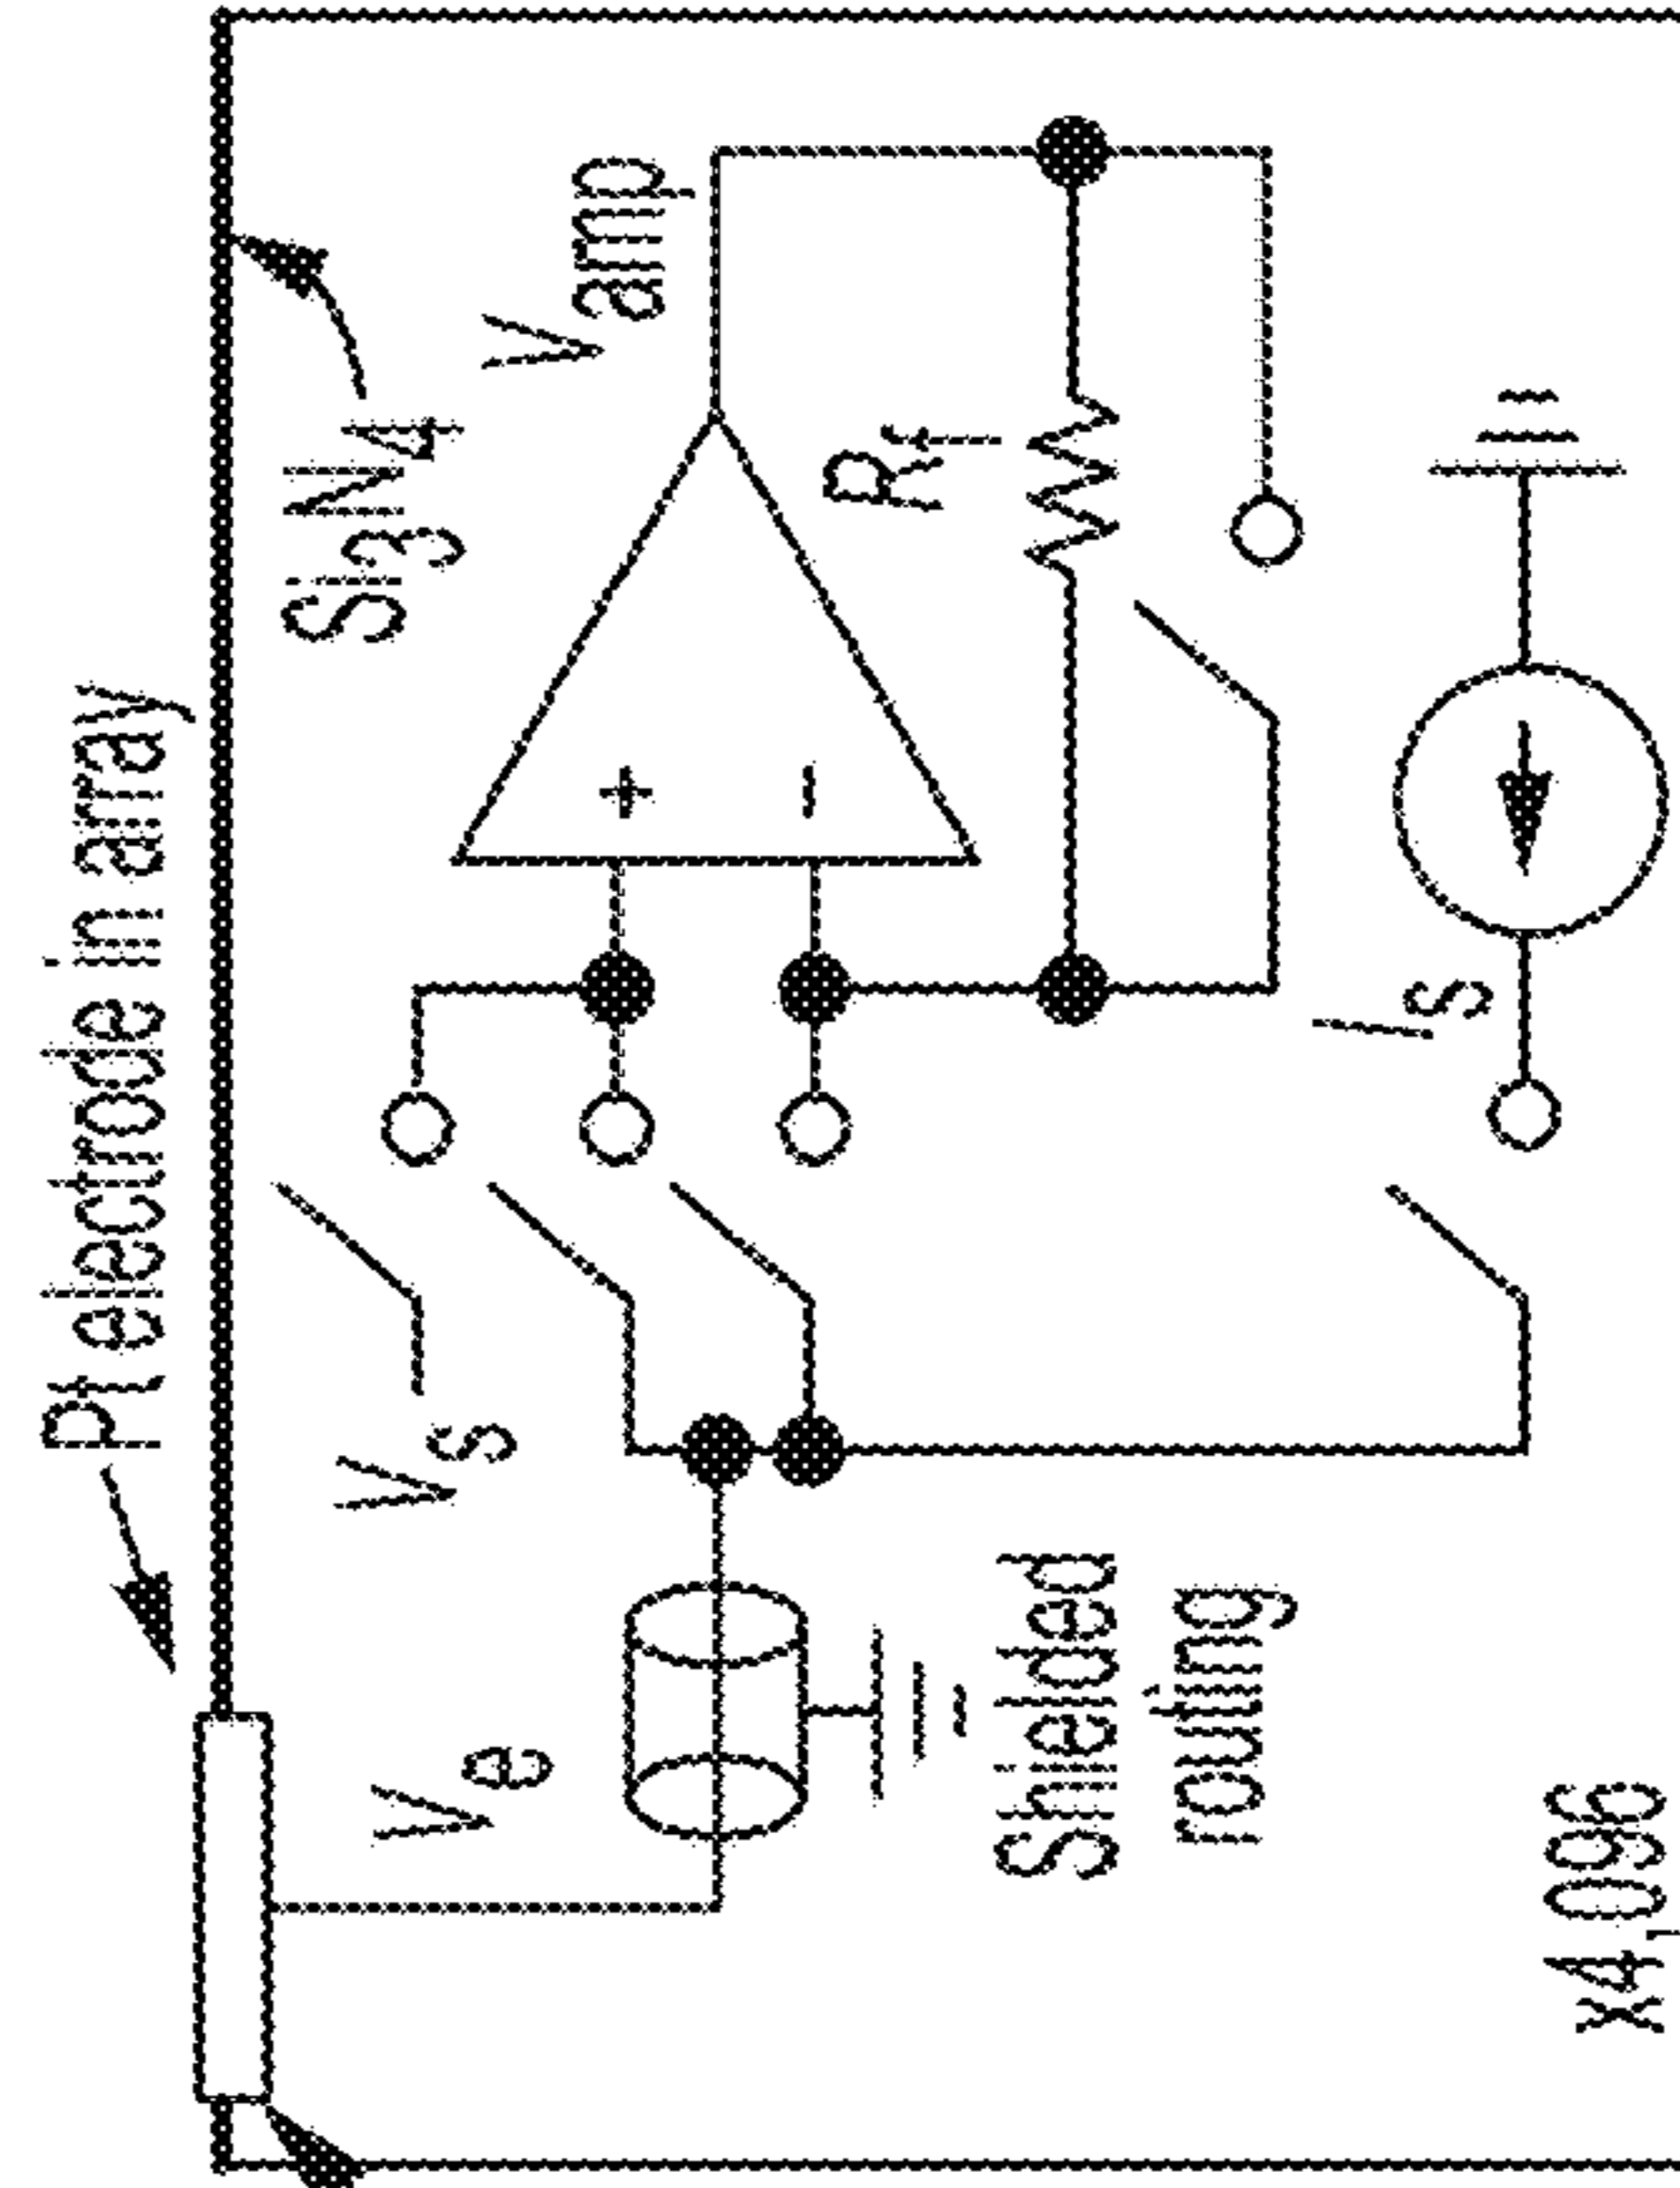 Pt electrode in array
Si3N4
Vs
Ve
Vamp
+
−
Rf
Shielded
routing
Is
x4,096